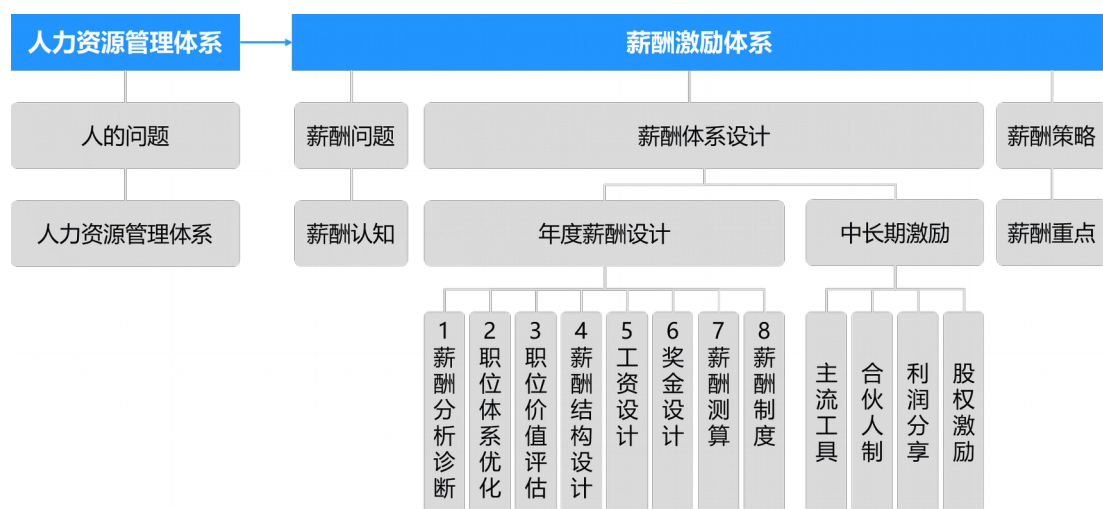 人力资源管理体系
薪酬激励体系
人的问题
薪酬问题
薪酬体系设计
薪酬策略
人力资源管理体系
薪酬认知
年度薪酬设计
中长期激励
薪酬重点
1薪酬分析诊断
2职位体系优化
3职位价值评估
4薪酬结构设计
5工资设计
6奖金设计
7薪酬测算
8薪酬制度
主流工具
合伙人制
利润分享
股权激励